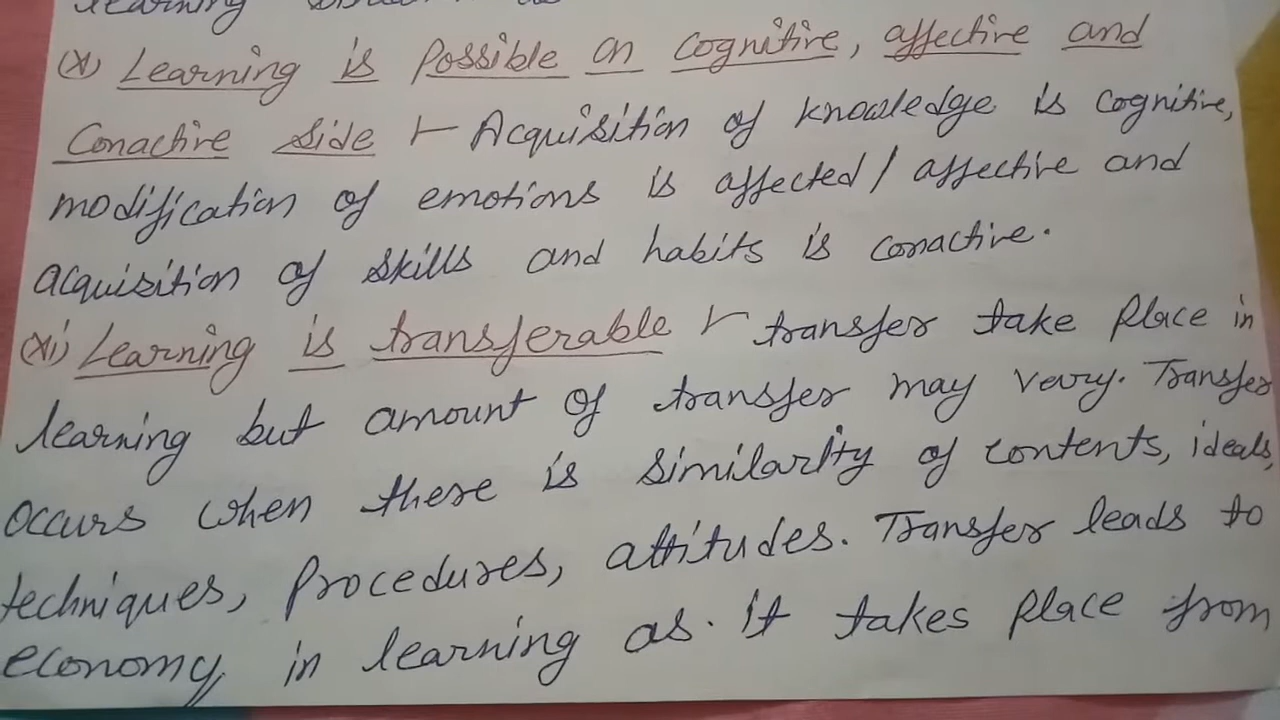 learning
(x) Learning is Possible on Cognitive, affective and
Conactive side :- Acquisition of knowledge is Cognitive,
modification of emotions is affected / affective and
acquisition of skills and habits is conactive.
(xi) Learning is transferable :- transfer take place in
learning but amount of transfer may vary. Transfer
occurs when there is similarity of contents, ideals,
techniques, Procedures, attitudes. Transfer leads to
economy in learning as. it takes place from